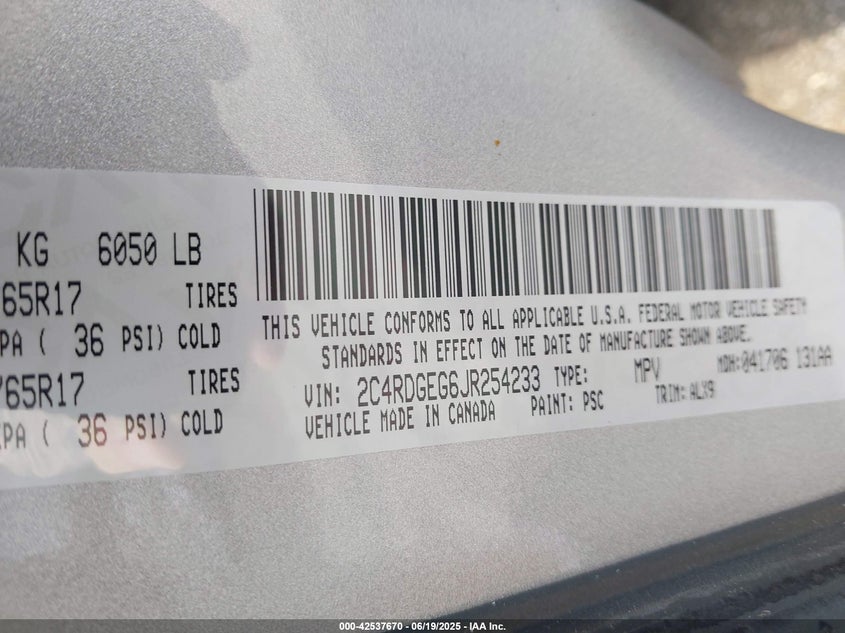 KG 6050 LB
65R17 TIRES
PA ( 36 PSI) COLD
65R17
PA ( 36 PSI) COLD
THIS VEHICLE CONFORMS TO ALL APPLICABLE U.S.A. FEDERAL MOTOR VEHICLE SAFETY
STANDARDS IN EFFECT ON THE DATE OF MANUFACTURE SHOWN ABOVE.
VIN: 2C4RDGEG6JR254233 TYPE: MPV MDH:041706 131AA
VEHICLE MADE IN CANADA PAINT: PSC TRIM: ALX9
000-42537670 - 06/19/2025 - IAA Inc.